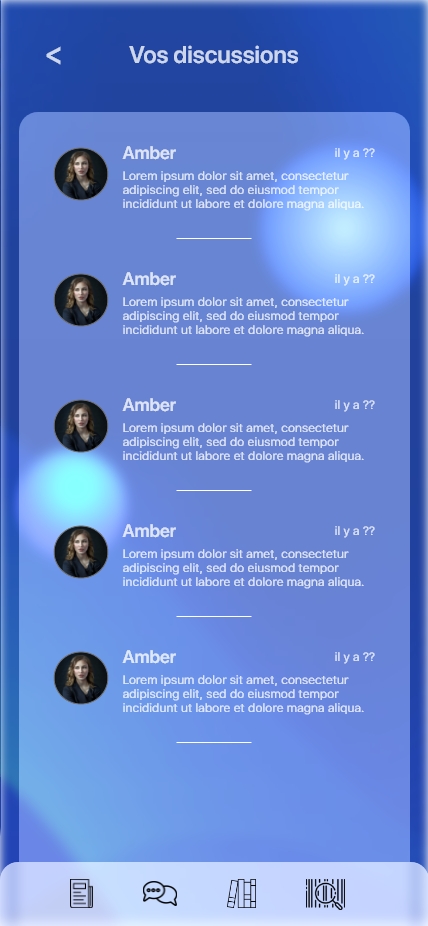 < Vos discussions
Amber il y a ??
Lorem ipsum dolor sit amet, consectetur
adipiscing elit, sed do eiusmod tempor
incididunt ut labore et dolore magna aliqua.
Amber il y a ??
Lorem ipsum dolor sit amet, consectetur
adipiscing elit, sed do eiusmod tempor
incididunt ut labore et dolore magna aliqua.
Amber il y a ??
Lorem ipsum dolor sit amet, consectetur
adipiscing elit, sed do eiusmod tempor
incididunt ut labore et dolore magna aliqua.
Amber il y a ??
Lorem ipsum dolor sit amet, consectetur
adipiscing elit, sed do eiusmod tempor
incididunt ut labore et dolore magna aliqua.
Amber il y a ??
Lorem ipsum dolor sit amet, consectetur
adipiscing elit, sed do eiusmod tempor
incididunt ut labore et dolore magna aliqua.